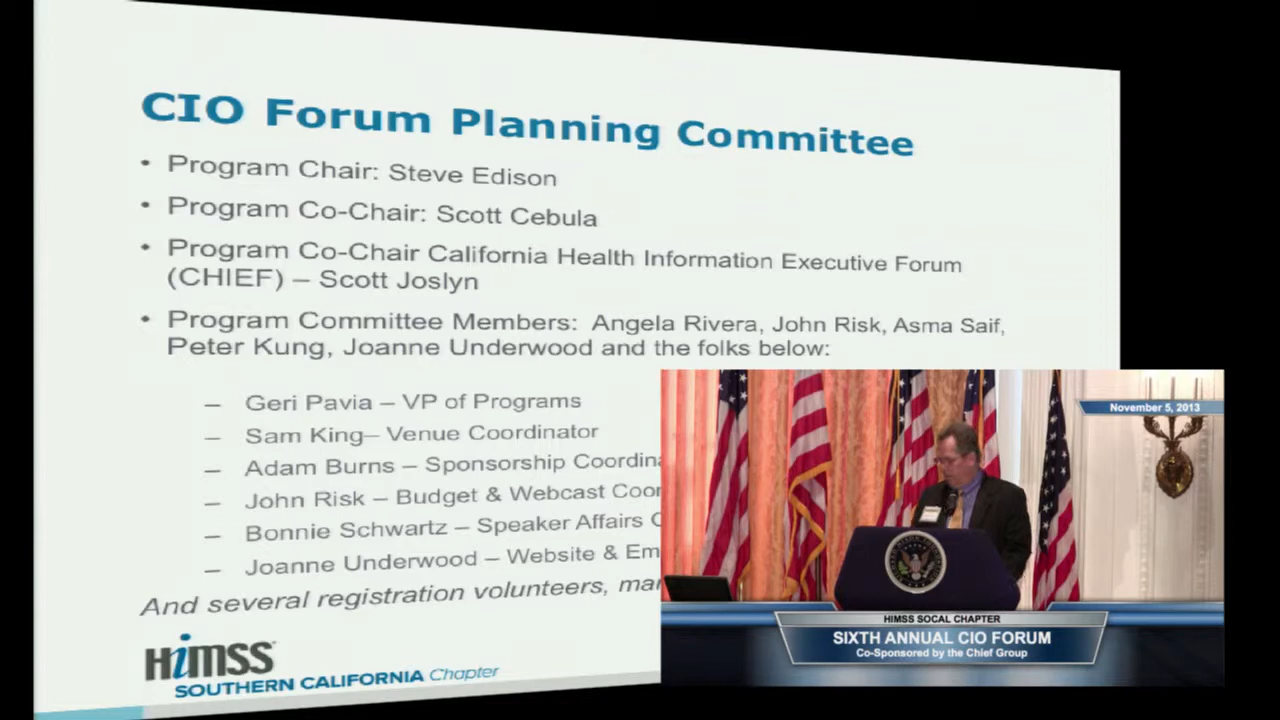 CIO Forum Planning Committee
• Program Chair: Steve Edison
• Program Co-Chair: Scott Cebula
• Program Co-Chair California Health Information Executive Forum
(CHIEF) – Scott Joslyn
• Program Committee Members: Angela Rivera, John Risk, Asma Saif,
Peter Kung, Joanne Underwood and the folks below:
– Geri Pavia – VP of Programs
– Sam King– Venue Coordinator
– Adam Burns – Sponsorship Coordina
– John Risk – Budget & Webcast Coor
– Bonnie Schwartz – Speaker Affairs C
– Joanne Underwood – Website & Em
And several registration volunteers, mar
HiMSS
SOUTHERN CALIFORNIA Chapter
November 5, 2013
HIMSS SOCAL CHAPTER
SIXTH ANNUAL CIO FORUM
Co-Sponsored by the Chief Group